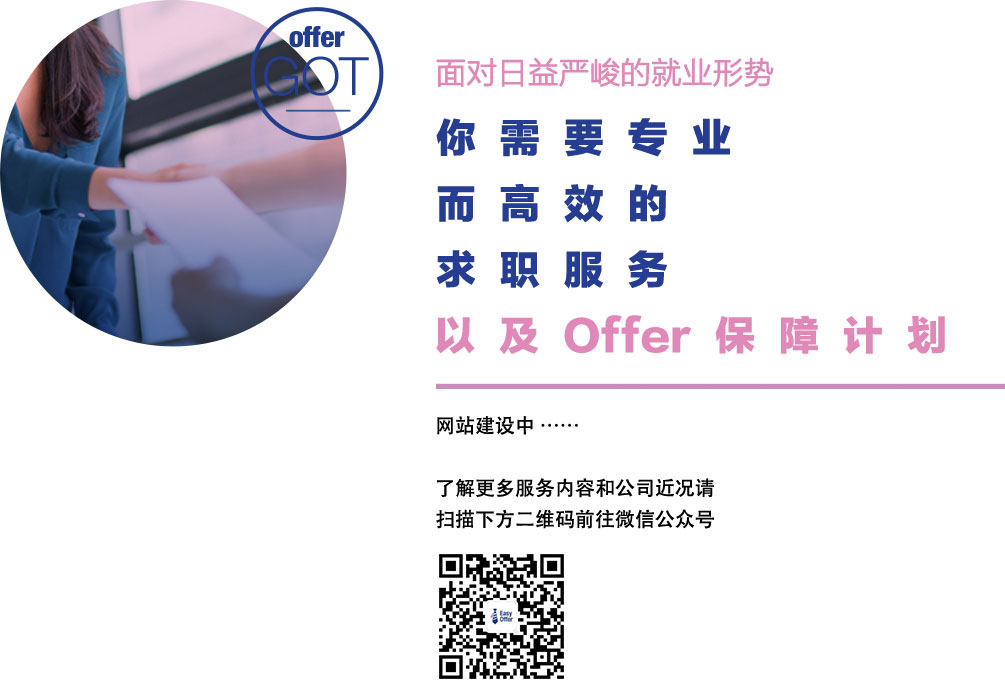 offer
GOT
面对日益严峻的就业形势
你需要专业
而高效的
求职服务
以及Offer保障计划
网站建设中 ······
了解更多服务内容和公司近况请
扫描下方二维码前往微信公众号
Easy
Offer